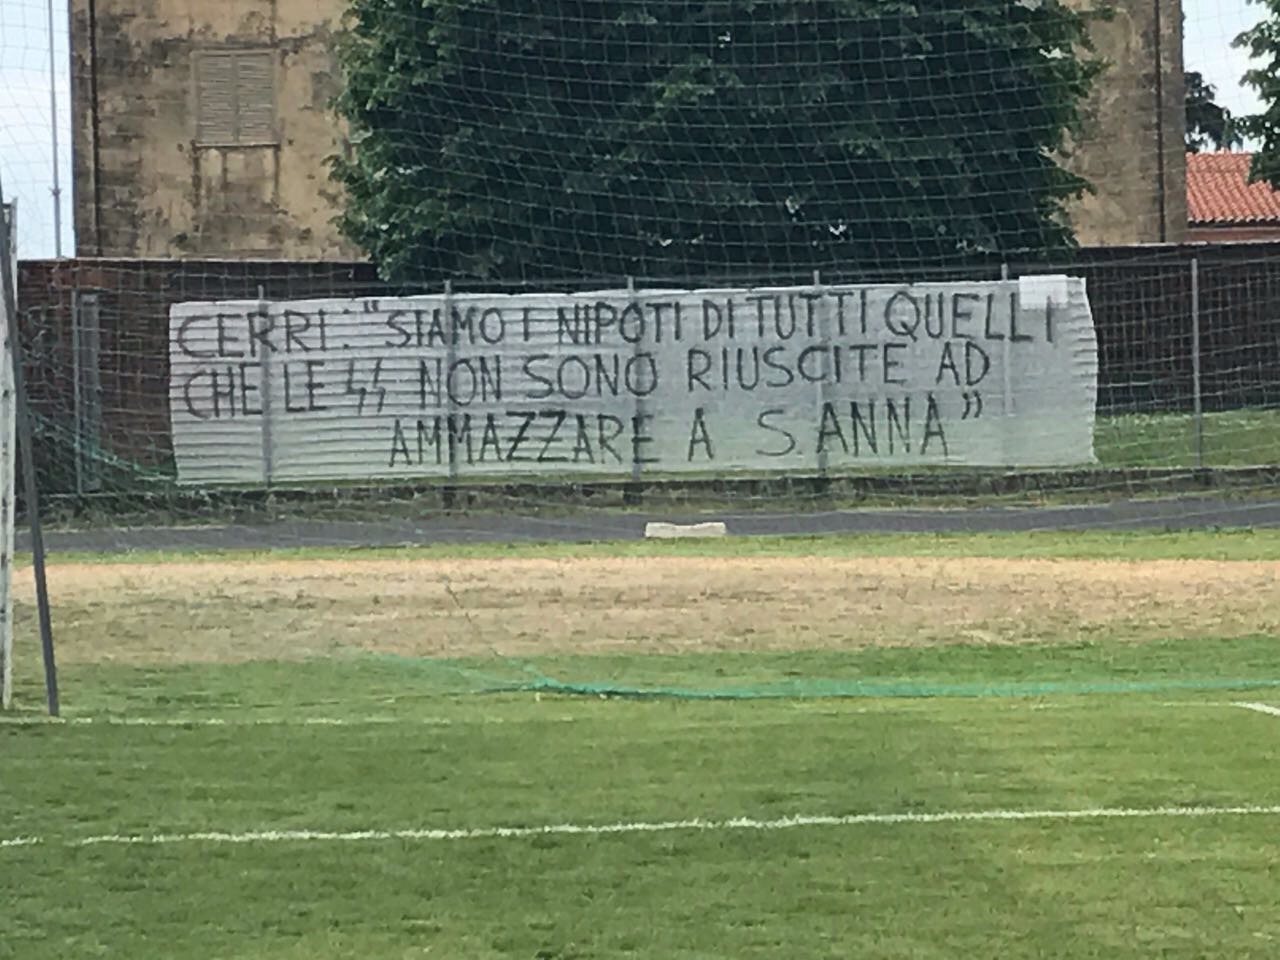 CERRI: "SIAMO I NIPOTI DI TUTTI QUELLI
CHE LE ϟϟ NON SONO RIUSCITE AD
AMMAZZARE A S. ANNA"